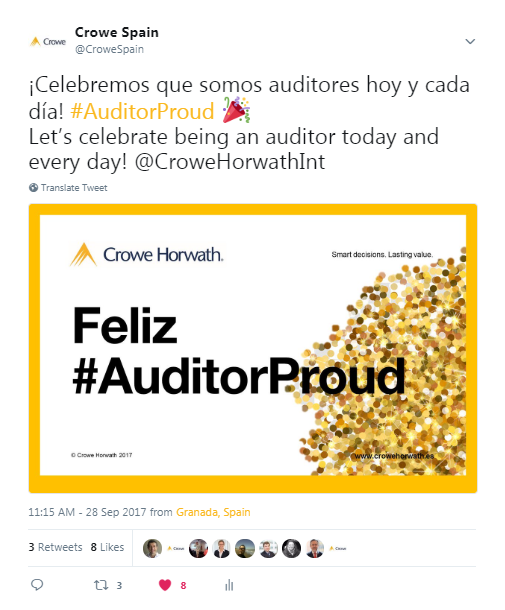 Crowe Spain
Crowe
@CroweSpain
¡Celebremos que somos auditores hoy y cada
día! #AuditorProud 🎉
Let's celebrate being an auditor today and
every day! @CroweHorwathInt
Translate Tweet
Crowe Horwath.
Smart decisions. Lasting value.
Feliz
#AuditorProud
© Crowe Horwath 2017
www.crowehorwath.es
11:15 AM - 28 Sep 2017 from Granada, Spain
3 Retweets 8 Likes
3 8